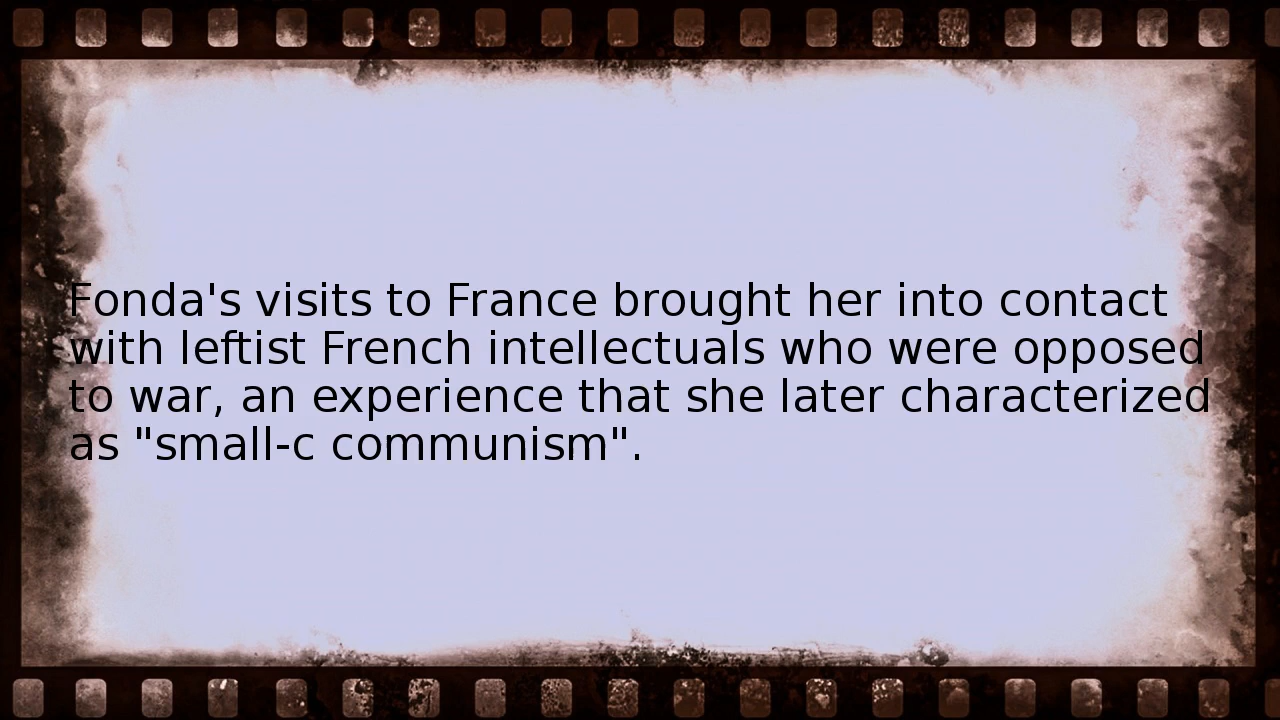 Fonda's visits to France brought her into contact
with leftist French intellectuals who were opposed
to war, an experience that she later characterized
as "small-c communism".